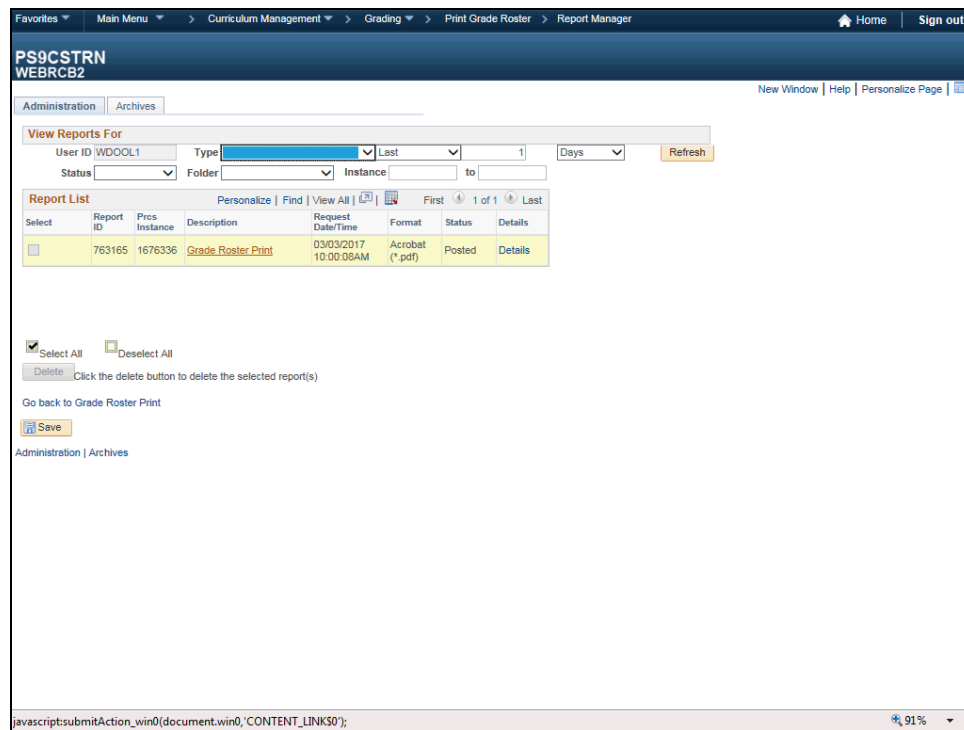 Favorites Main Menu > Curriculum Management > Grading > Print Grade Roster > Report Manager Home Sign out
PS9CSTRN
WEBRCB2
New Window | Help | Personalize Page |
Administration Archives
View Reports For
User ID WDOOL1 Type Last 1 Days Refresh
Status Folder Instance to
Report List Personalize | Find | View All | | First 1 of 1 Last
Select Report ID Prcs Instance Description Request Date/Time Format Status Details
763165 1676336 Grade Roster Print 03/03/2017 10:00:08AM Acrobat (*.pdf) Posted Details
Select All Deselect All
Delete Click the delete button to delete the selected report(s)
Go back to Grade Roster Print
Save
Administration | Archives
javascript:submitAction_win0(document.win0,'CONTENT_LINK$0'); 91%